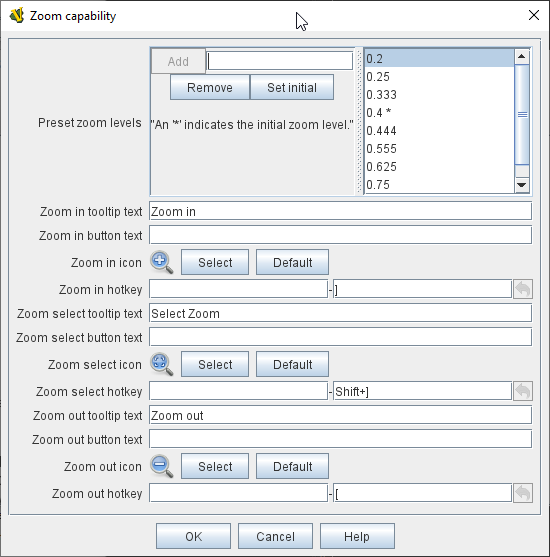 Zoom capability
Add
Remove Set initial
Preset zoom levels
"An '*' indicates the initial zoom level."
0.2
0.25
0.333
0.4 *
0.444
0.555
0.625
0.75
Zoom in tooltip text Zoom in
Zoom in button text
Zoom in icon Select Default
Zoom in hotkey - ]
Zoom select tooltip text Select Zoom
Zoom select button text
Zoom select icon Select Default
Zoom select hotkey - Shift+]
Zoom out tooltip text Zoom out
Zoom out button text
Zoom out icon Select Default
Zoom out hotkey - [
OK Cancel Help